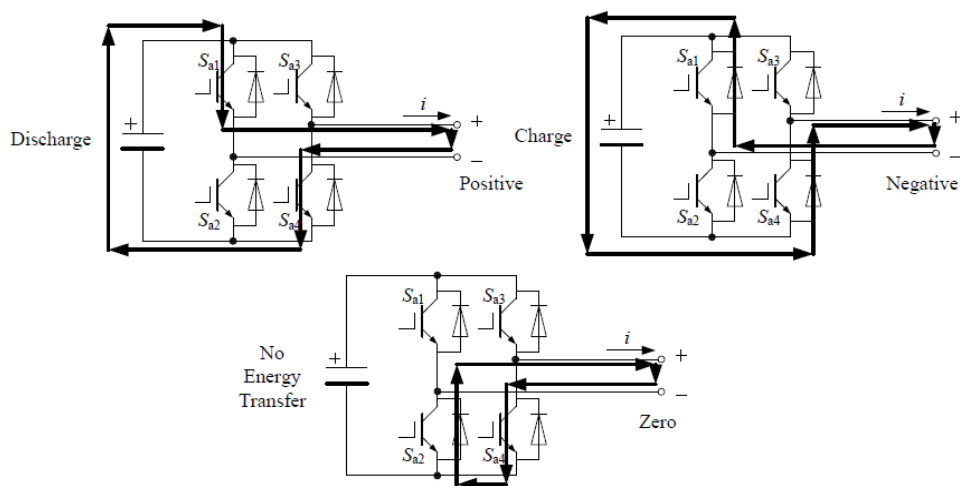 Discharge
+
Sa1
Sa3
i
+
−
Positive
Sa2
Sa4
Charge
+
Sa1
Sa3
i
+
−
Negative
Sa2
Sa4
No
Energy
Transfer
+
Sa1
Sa3
i
+
−
Zero
Sa2
Sa4